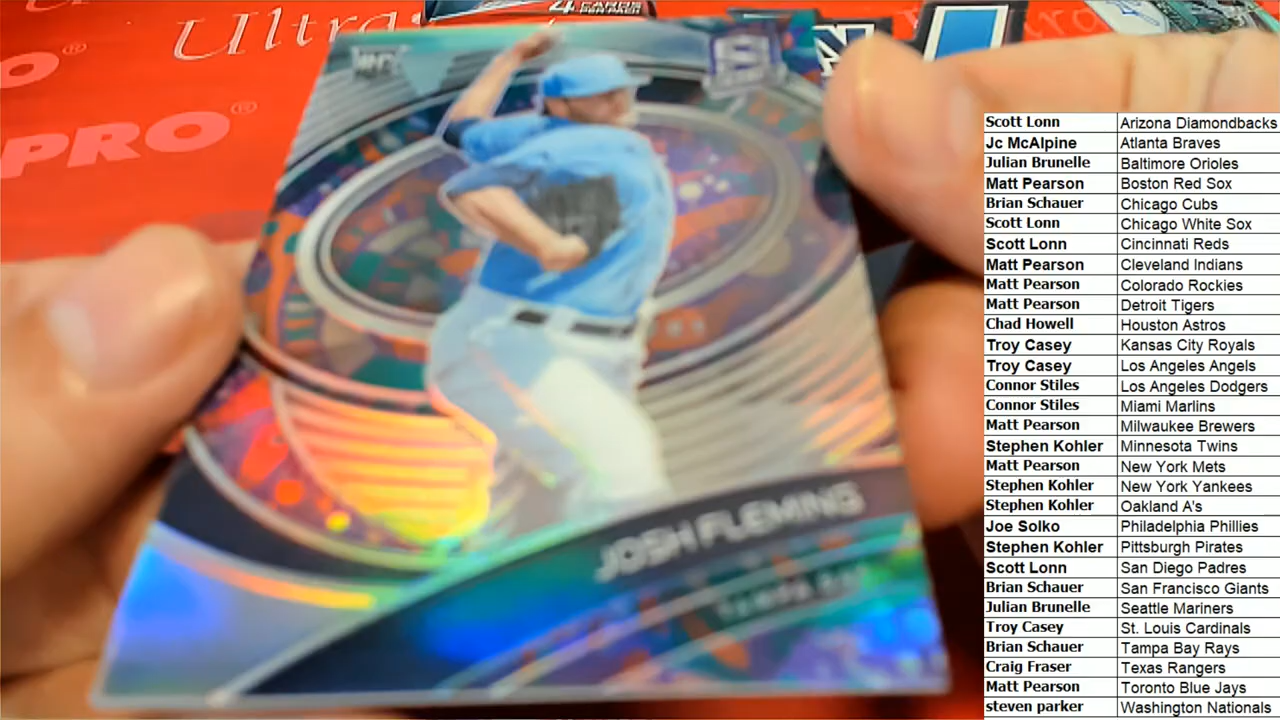 4 CARDS
PER PACK
Ultra
PRO®
JOSH FLEMING
TAMPA BAY
Scott Lonn Arizona Diamondbacks
Jc McAlpine Atlanta Braves
Julian Brunelle Baltimore Orioles
Matt Pearson Boston Red Sox
Brian Schauer Chicago Cubs
Scott Lonn Chicago White Sox
Scott Lonn Cincinnati Reds
Matt Pearson Cleveland Indians
Matt Pearson Colorado Rockies
Matt Pearson Detroit Tigers
Chad Howell Houston Astros
Troy Casey Kansas City Royals
Troy Casey Los Angeles Angels
Connor Stiles Los Angeles Dodgers
Connor Stiles Miami Marlins
Matt Pearson Milwaukee Brewers
Stephen Kohler Minnesota Twins
Matt Pearson New York Mets
Stephen Kohler New York Yankees
Stephen Kohler Oakland A's
Joe Solko Philadelphia Phillies
Stephen Kohler Pittsburgh Pirates
Scott Lonn San Diego Padres
Brian Schauer San Francisco Giants
Julian Brunelle Seattle Mariners
Troy Casey St. Louis Cardinals
Brian Schauer Tampa Bay Rays
Craig Fraser Texas Rangers
Matt Pearson Toronto Blue Jays
steven parker Washington Nationals